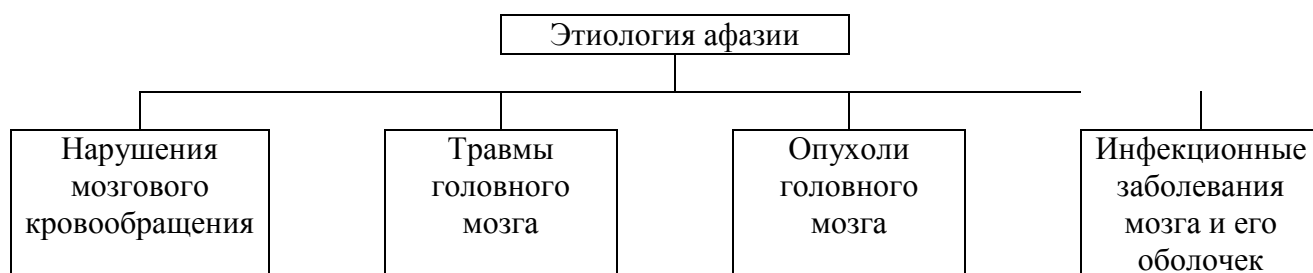 Этиология афазии
Нарушения
мозгового
кровообращения
Травмы
головного
мозга
Опухоли
головного
мозга
Инфекционные
заболевания
мозга и его
оболочек